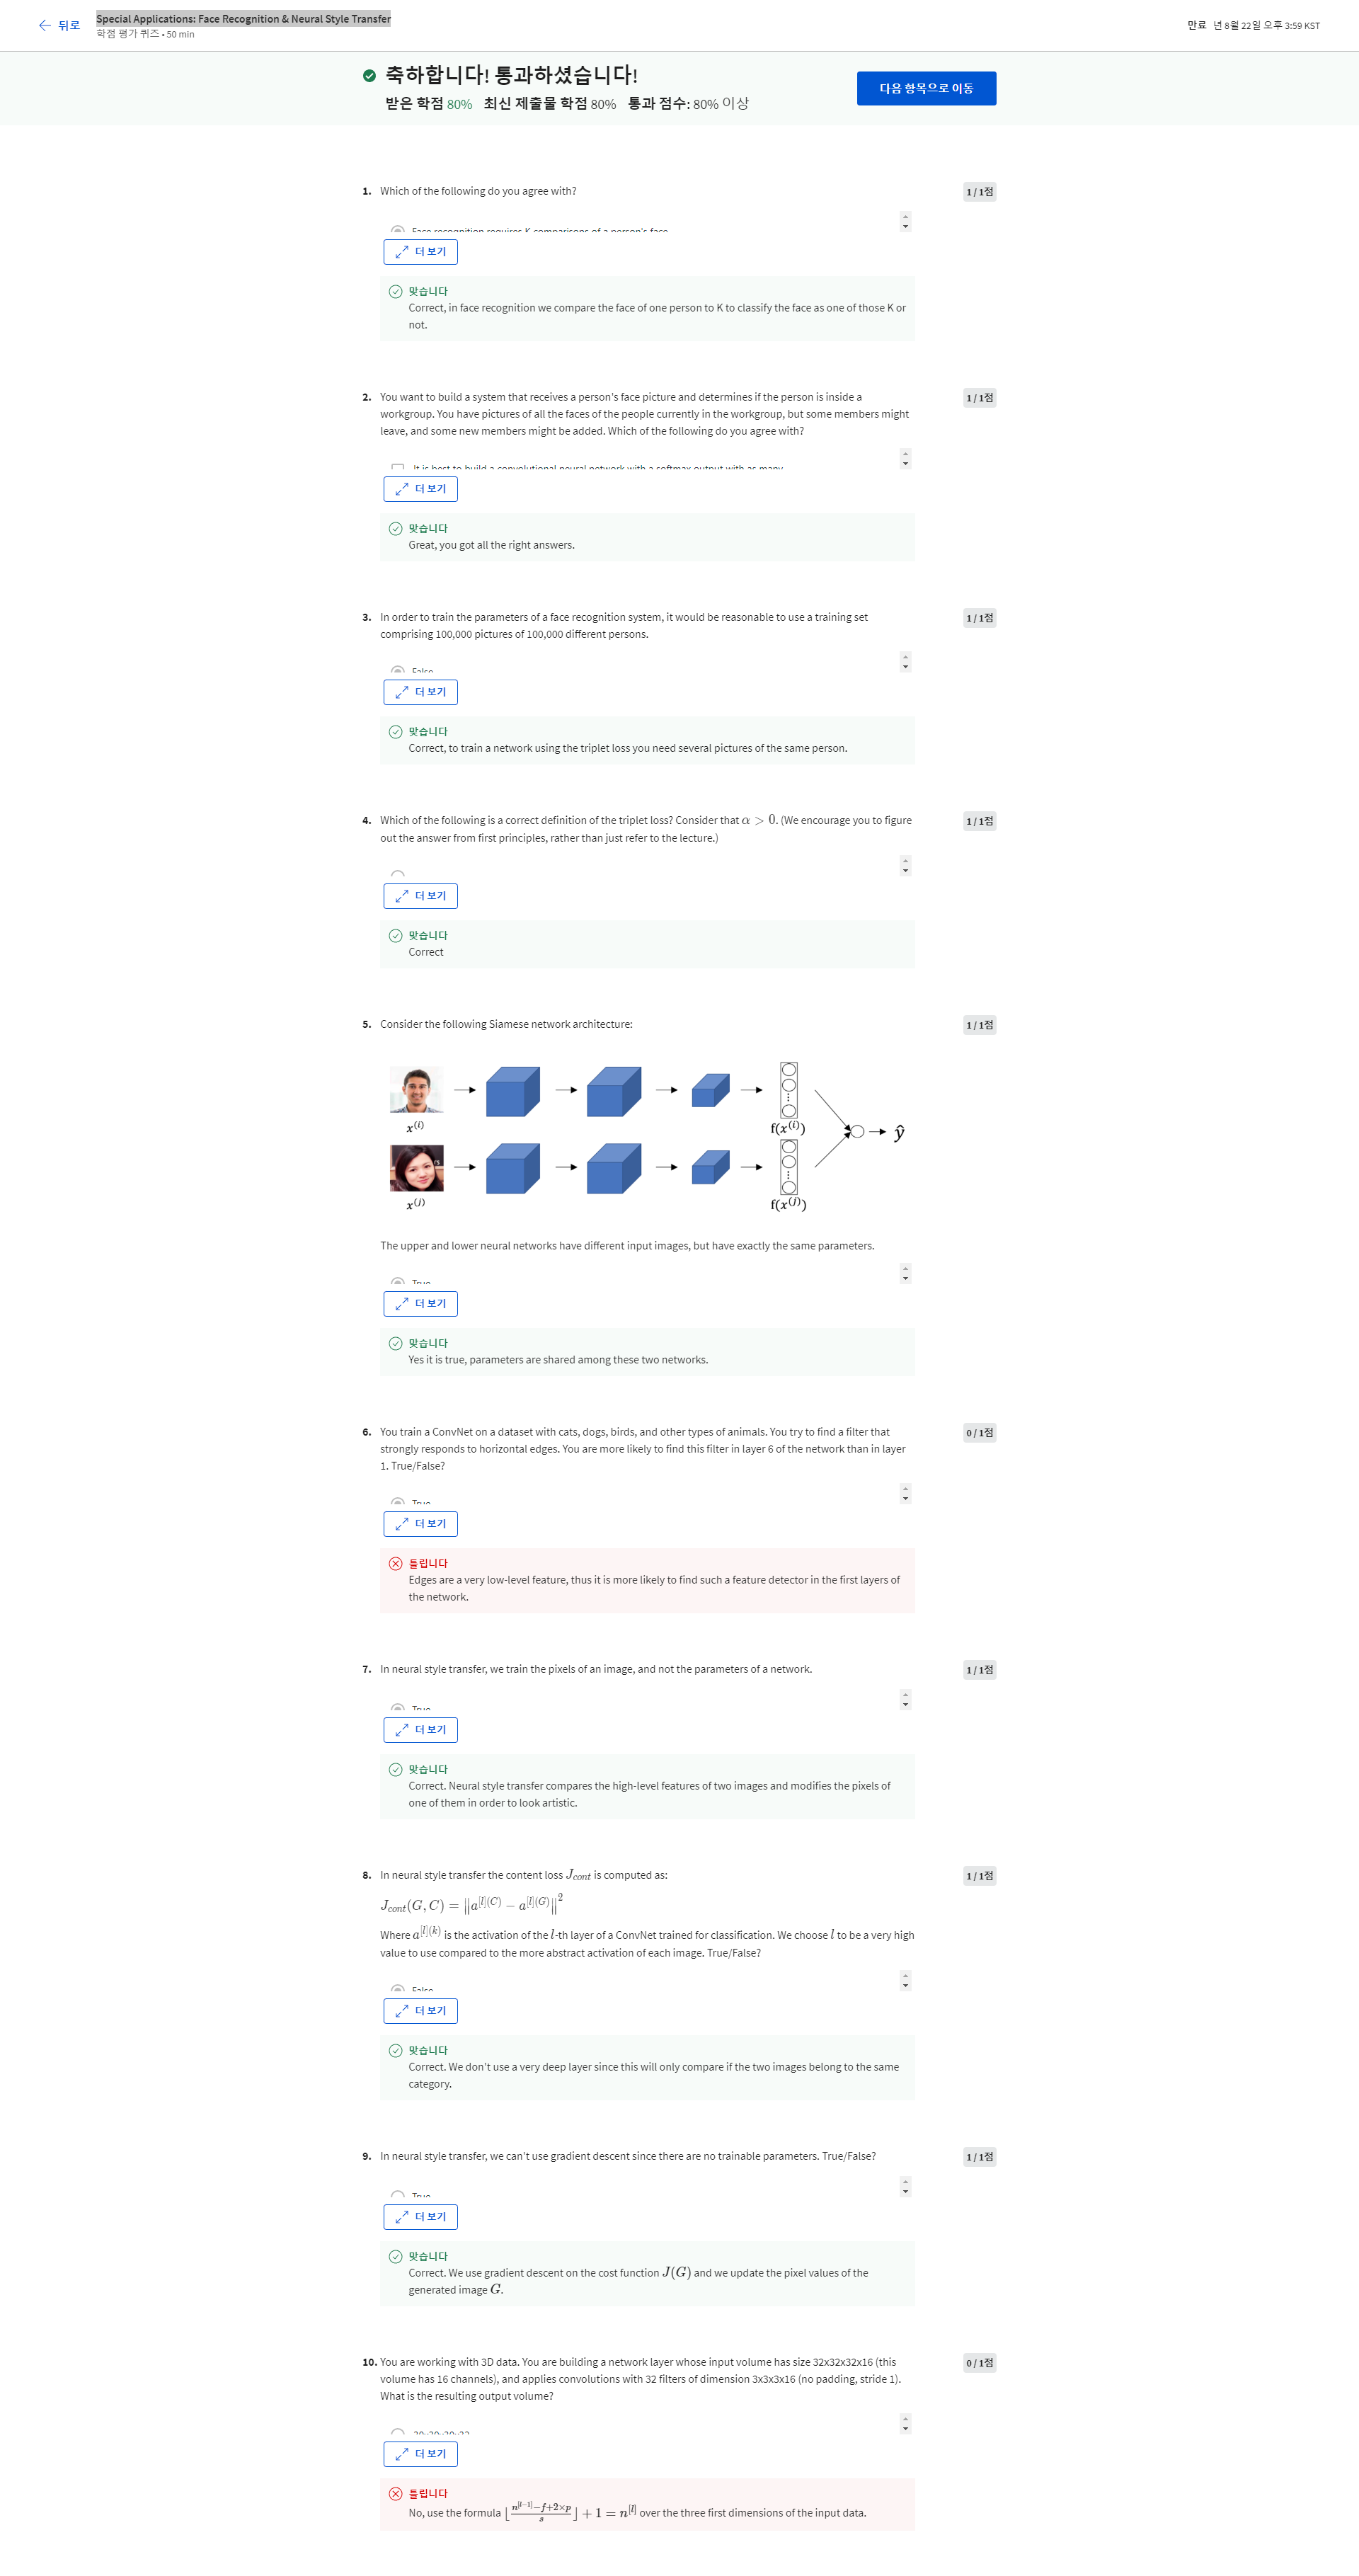 뒤로
Special Applications: Face Recognition & Neural Style Transfer
학점 평가 퀴즈 • 50 min
만료 년 8월 22일 오후 3:59 KST
축하합니다! 통과하셨습니다!
받은 학점 80% 최신 제출물 학점 80% 통과 점수: 80% 이상
다음 항목으로 이동
1. Which of the following do you agree with?
1 / 1점
Face recognition requires K comparisons of a person's face.
더 보기
맞습니다
Correct, in face recognition we compare the face of one person to K to classify the face as one of those K or
not.
2. You want to build a system that receives a person's face picture and determines if the person is inside a
workgroup. You have pictures of all the faces of the people currently in the workgroup, but some members might
leave, and some new members might be added. Which of the following do you agree with?
1 / 1점
It is best to build a convolutional neural network with a softmax output with as many
더 보기
맞습니다
Great, you got all the right answers.
3. In order to train the parameters of a face recognition system, it would be reasonable to use a training set
comprising 100,000 pictures of 100,000 different persons.
1 / 1점
False
더 보기
맞습니다
Correct, to train a network using the triplet loss you need several pictures of the same person.
4. Which of the following is a correct definition of the triplet loss? Consider that α > 0. (We encourage you to figure
out the answer from first principles, rather than just refer to the lecture.)
1 / 1점
더 보기
맞습니다
Correct
5. Consider the following Siamese network architecture:
1 / 1점
x^(i)
f(x^(i))
ŷ
x^(j)
f(x^(j))
The upper and lower neural networks have different input images, but have exactly the same parameters.
True
더 보기
맞습니다
Yes it is true, parameters are shared among these two networks.
6. You train a ConvNet on a dataset with cats, dogs, birds, and other types of animals. You try to find a filter that
strongly responds to horizontal edges. You are more likely to find this filter in layer 6 of the network than in layer
1. True/False?
0 / 1점
True
더 보기
틀립니다
Edges are a very low-level feature, thus it is more likely to find such a feature detector in the first layers of
the network.
7. In neural style transfer, we train the pixels of an image, and not the parameters of a network.
1 / 1점
True
더 보기
맞습니다
Correct. Neural style transfer compares the high-level features of two images and modifies the pixels of
one of them in order to look artistic.
8. In neural style transfer the content loss J_cont is computed as:
1 / 1점
J_cont(G, C) = ‖a^[l](C) − a^[l](G)‖^2
Where a^[l](k) is the activation of the l-th layer of a ConvNet trained for classification. We choose l to be a very high
value to use compared to the more abstract activation of each image. True/False?
False
더 보기
맞습니다
Correct. We don't use a very deep layer since this will only compare if the two images belong to the same
category.
9. In neural style transfer, we can't use gradient descent since there are no trainable parameters. True/False?
1 / 1점
True
더 보기
맞습니다
Correct. We use gradient descent on the cost function J(G) and we update the pixel values of the
generated image G.
10. You are working with 3D data. You are building a network layer whose input volume has size 32x32x32x16 (this
volume has 16 channels), and applies convolutions with 32 filters of dimension 3x3x3x16 (no padding, stride 1).
What is the resulting output volume?
0 / 1점
30x30x30x32
더 보기
틀립니다
No, use the formula ⌊(n^[l−1]−f+2×p)/s⌋ + 1 = n^[l] over the three first dimensions of the input data.